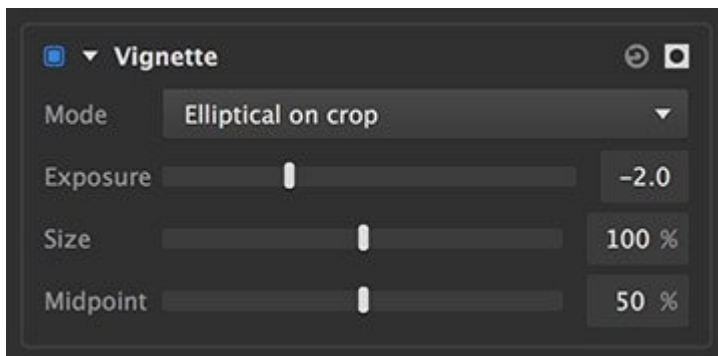 Vignette
Mode Elliptical on crop
Exposure -2.0
Size 100 %
Midpoint 50 %